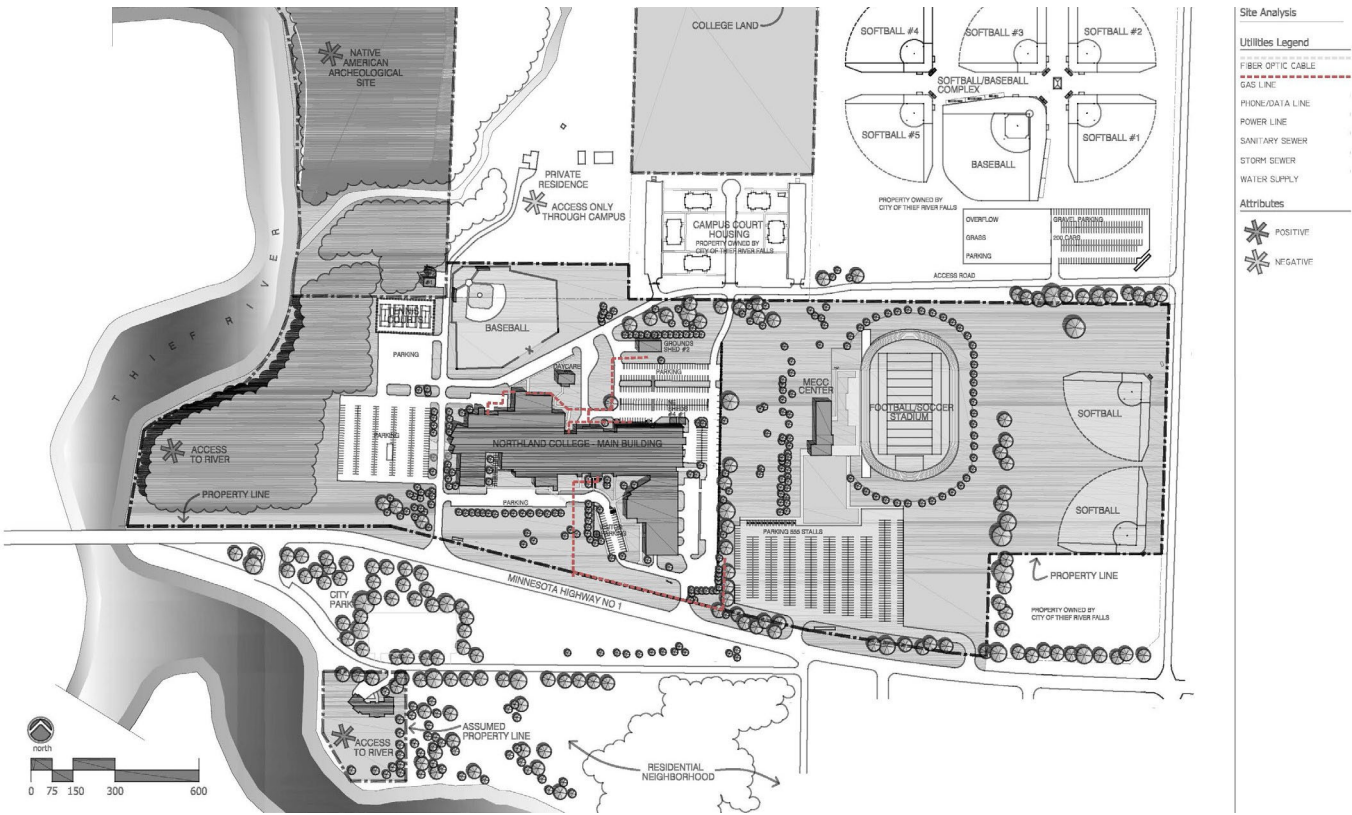 COLLEGE LAND
NATIVE
AMERICAN
ARCHEOLOGICAL
SITE
SOFTBALL #4
SOFTBALL #3
SOFTBALL #2
SOFTBALL/BASEBALL
COMPLEX
SOFTBALL #5
SOFTBALL #1
BASEBALL
PRIVATE
RESIDENCE
ACCESS ONLY
THROUGH CAMPUS
PROPERTY OWNED BY
CITY OF THIEF RIVER FALLS
CAMPUS COURT
HOUSING
PROPERTY OWNED BY
CITY OF THIEF RIVER FALLS
OVERFLOW
GRASS
PARKING
GRAVEL PARKING
200 CARS
ACCESS ROAD
THIEF RIVER
#1
TENNIS
COURTS
BASEBALL
PARKING
GROUNDS
SHED #2
DAYCARE
PARKING
MECC
CENTER
FOOTBALL/SOCCER
STADIUM
SOFTBALL
PARKING
NORTHLAND COLLEGE - MAIN BUILDING
ACCESS
TO RIVER
PROPERTY LINE
PARKING
PARKING
PARKING 555 STALLS
SOFTBALL
PROPERTY LINE
MINNESOTA HIGHWAY NO 1
CITY
PARK
PROPERTY OWNED BY
CITY OF THIEF RIVER FALLS
ASSUMED
PROPERTY LINE
ACCESS
TO RIVER
RESIDENTIAL
NEIGHBORHOOD
north
0 75 150 300 600
Site Analysis
Utilities Legend
FIBER OPTIC CABLE
GAS LINE
PHONE/DATA LINE
POWER LINE
SANITARY SEWER
STORM SEWER
WATER SUPPLY
Attributes
POSITIVE
NEGATIVE